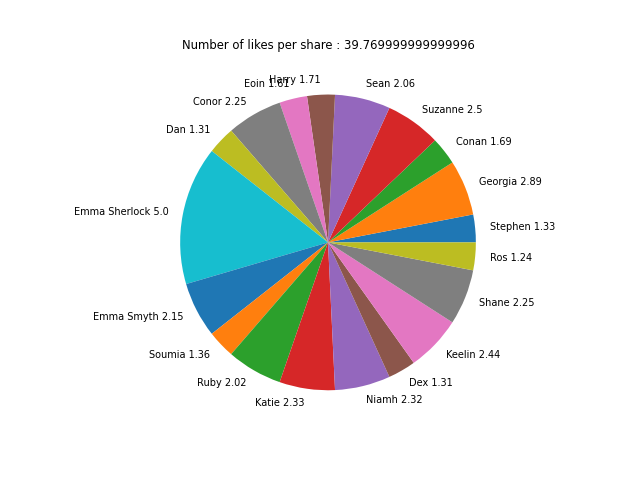 Number of likes per share : 39.769999999999996
Harry 1.71
Eoin 1.61
Sean 2.06
Conor 2.25
Suzanne 2.5
Dan 1.31
Conan 1.69
Georgia 2.89
Emma Sherlock 5.0
Stephen 1.33
Ros 1.24
Shane 2.25
Emma Smyth 2.15
Soumia 1.36
Keelin 2.44
Ruby 2.02
Dex 1.31
Katie 2.33
Niamh 2.32